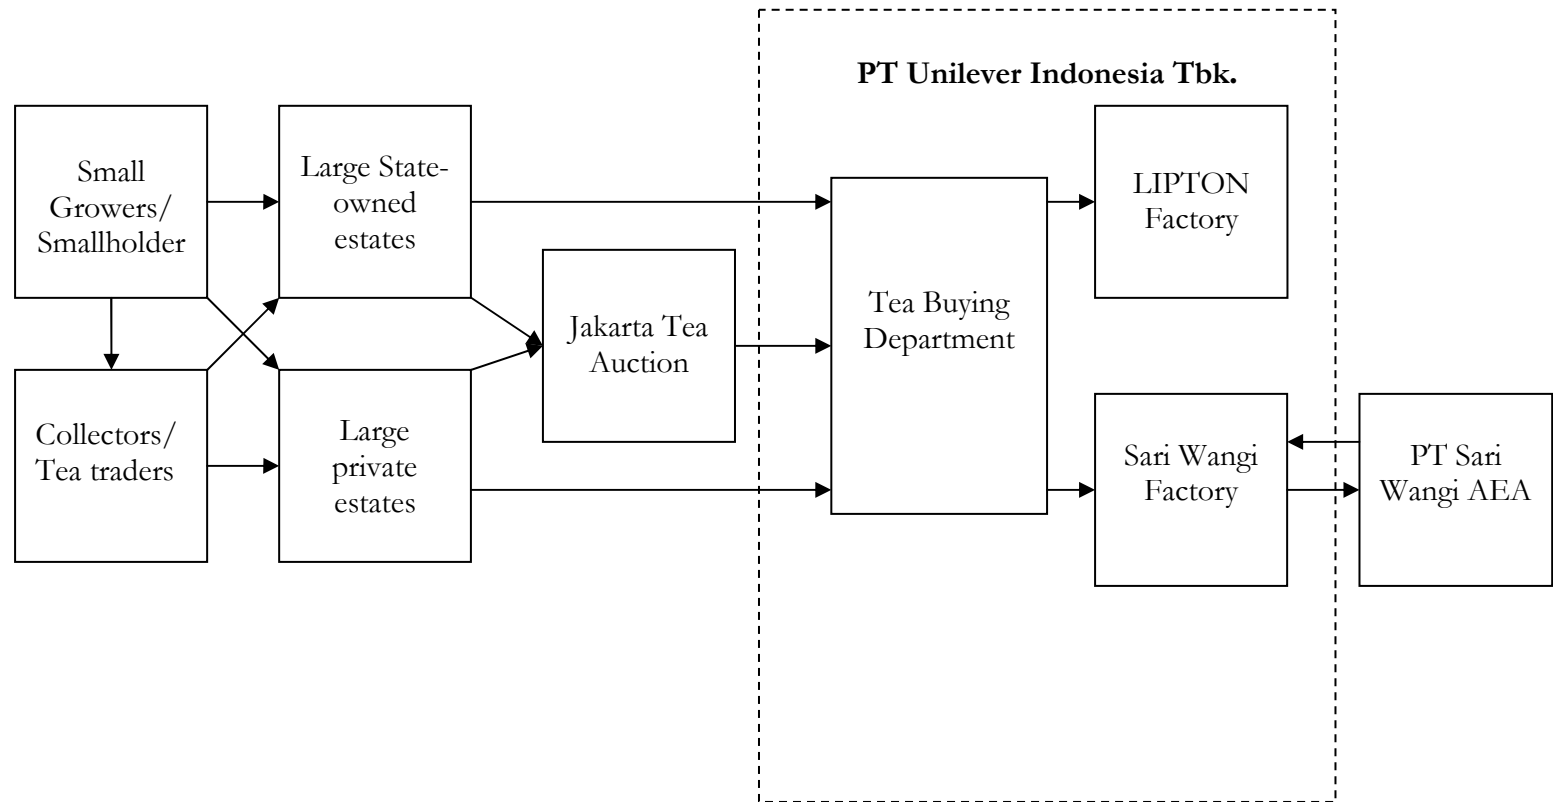 PT Unilever Indonesia Tbk.
Small
Growers/
Smallholder
Large State-
owned
estates
LIPTON
Factory
Jakarta Tea
Auction
Tea Buying
Department
Collectors/
Tea traders
Large
private
estates
Sari Wangi
Factory
PT Sari
Wangi AEA